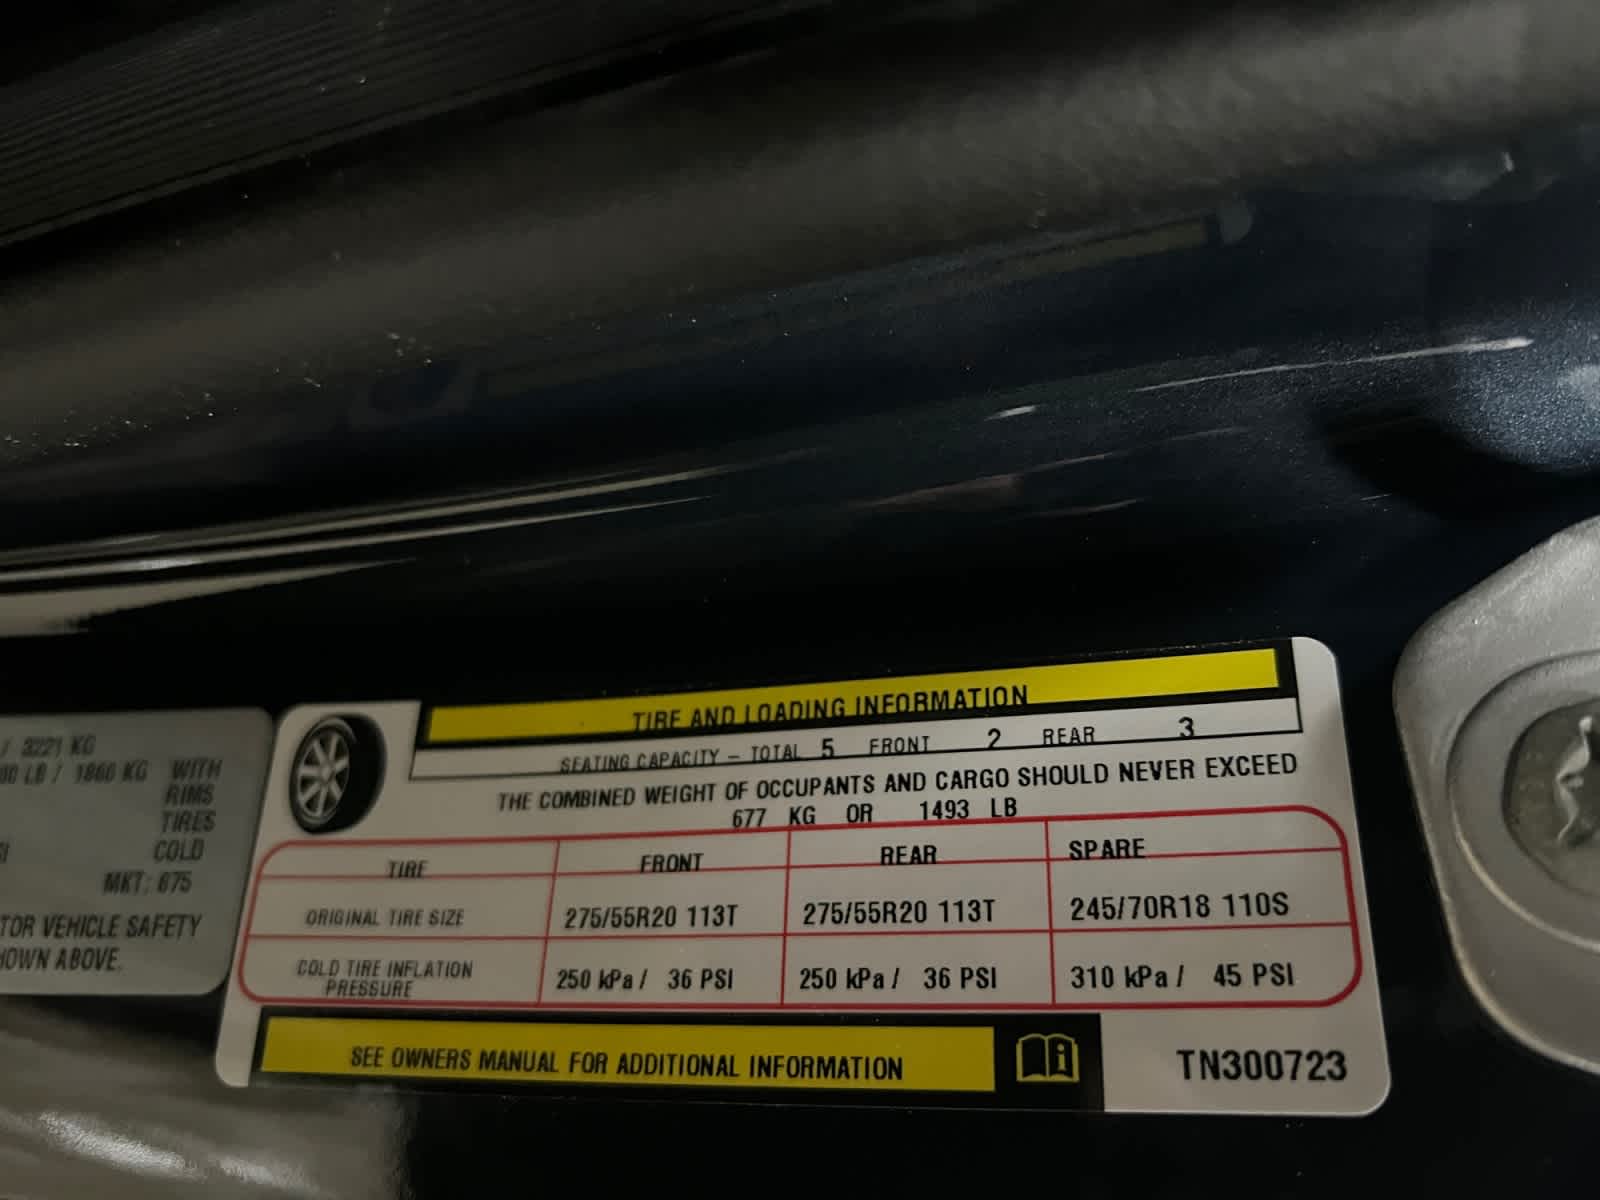 / 3221 KG
00 LB / 1860 KG WITH
RIMS
TIRES
COLD
MKT: 675
TOR VEHICLE SAFETY
HOWN ABOVE.
TIRE AND LOADING INFORMATION
SEATING CAPACITY – TOTAL 5 FRONT 2 REAR 3
THE COMBINED WEIGHT OF OCCUPANTS AND CARGO SHOULD NEVER EXCEED
677 KG OR 1493 LB
TIRE FRONT REAR SPARE
ORIGINAL TIRE SIZE 275/55R20 113T 275/55R20 113T 245/70R18 110S
COLD TIRE INFLATION
PRESSURE 250 kPa / 36 PSI 250 kPa / 36 PSI 310 kPa / 45 PSI
SEE OWNERS MANUAL FOR ADDITIONAL INFORMATION
TN300723